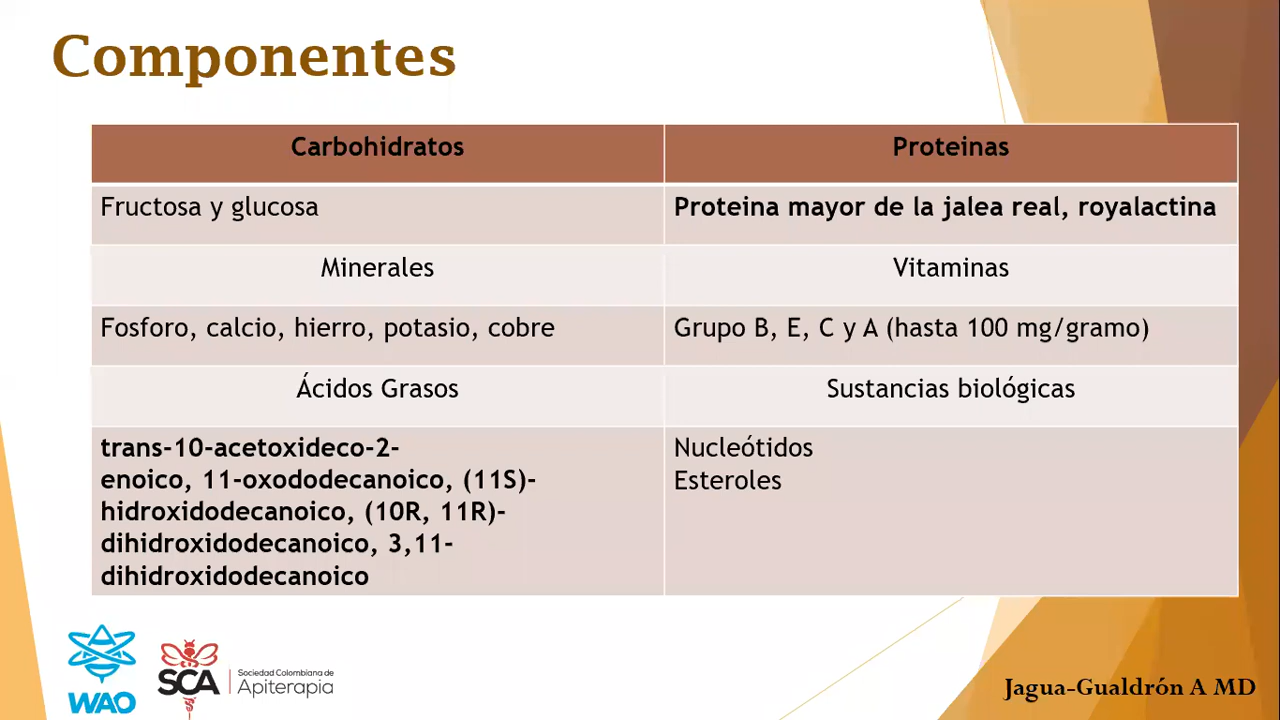 Componentes
Carbohidratos
Proteinas
Fructosa y glucosa
Proteina mayor de la jalea real, royalactina
Minerales
Vitaminas
Fosforo, calcio, hierro, potasio, cobre
Grupo B, E, C y A (hasta 100 mg/gramo)
Ácidos Grasos
Sustancias biológicas
trans-10-acetoxideco-2-
enoico, 11-oxododecanoico, (11S)-
hidroxidodecanoico, (10R, 11R)-
dihidroxidodecanoico, 3,11-
dihidroxidodecanoico
Nucleótidos
Esteroles
WAO
SCA
Sociedad Colombiana de
Apiterapia
Jagua-Gualdrón A MD